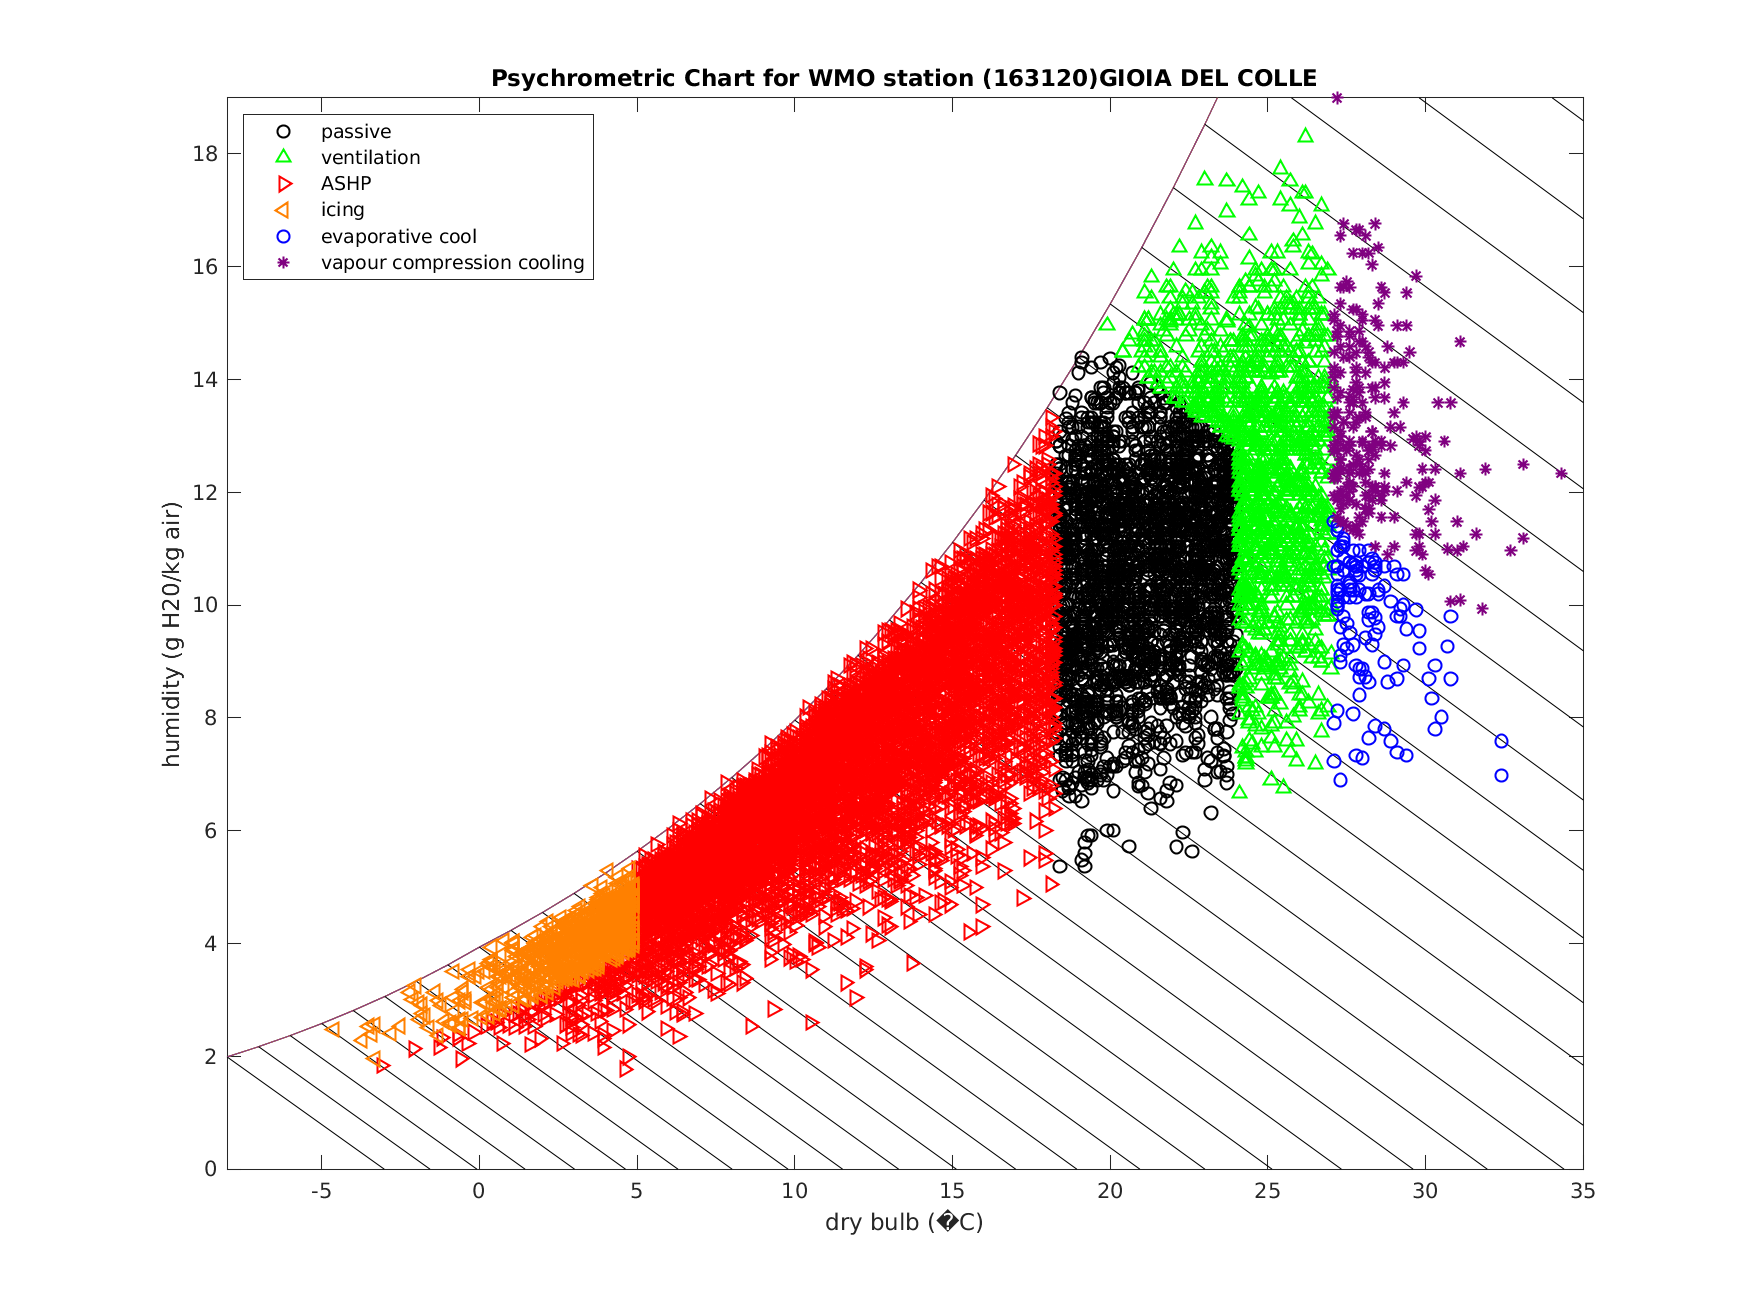 Psychrometric Chart for WMO station (163120)GIOIA DEL COLLE
passive
ventilation
ASHP
icing
evaporative cool
vapour compression cooling
humidity (g H20/kg air)
18
16
14
12
10
8
6
4
2
0
-5
0
5
10
15
20
25
30
35
dry bulb (�C)